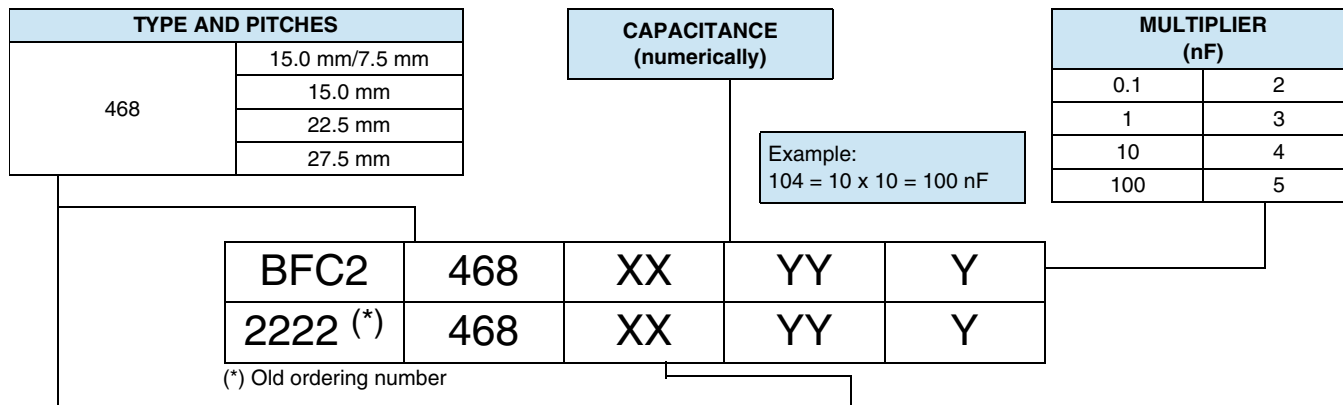 TYPE AND PITCHES
468
15.0 mm/7.5 mm
15.0 mm
22.5 mm
27.5 mm
CAPACITANCE
(numerically)
MULTIPLIER
(nF)
0.1 2
1 3
10 4
100 5
Example:
104 = 10 x 10 = 100 nF
BFC2 468 XX YY Y
2222 (*) 468 XX YY Y
(*) Old ordering number